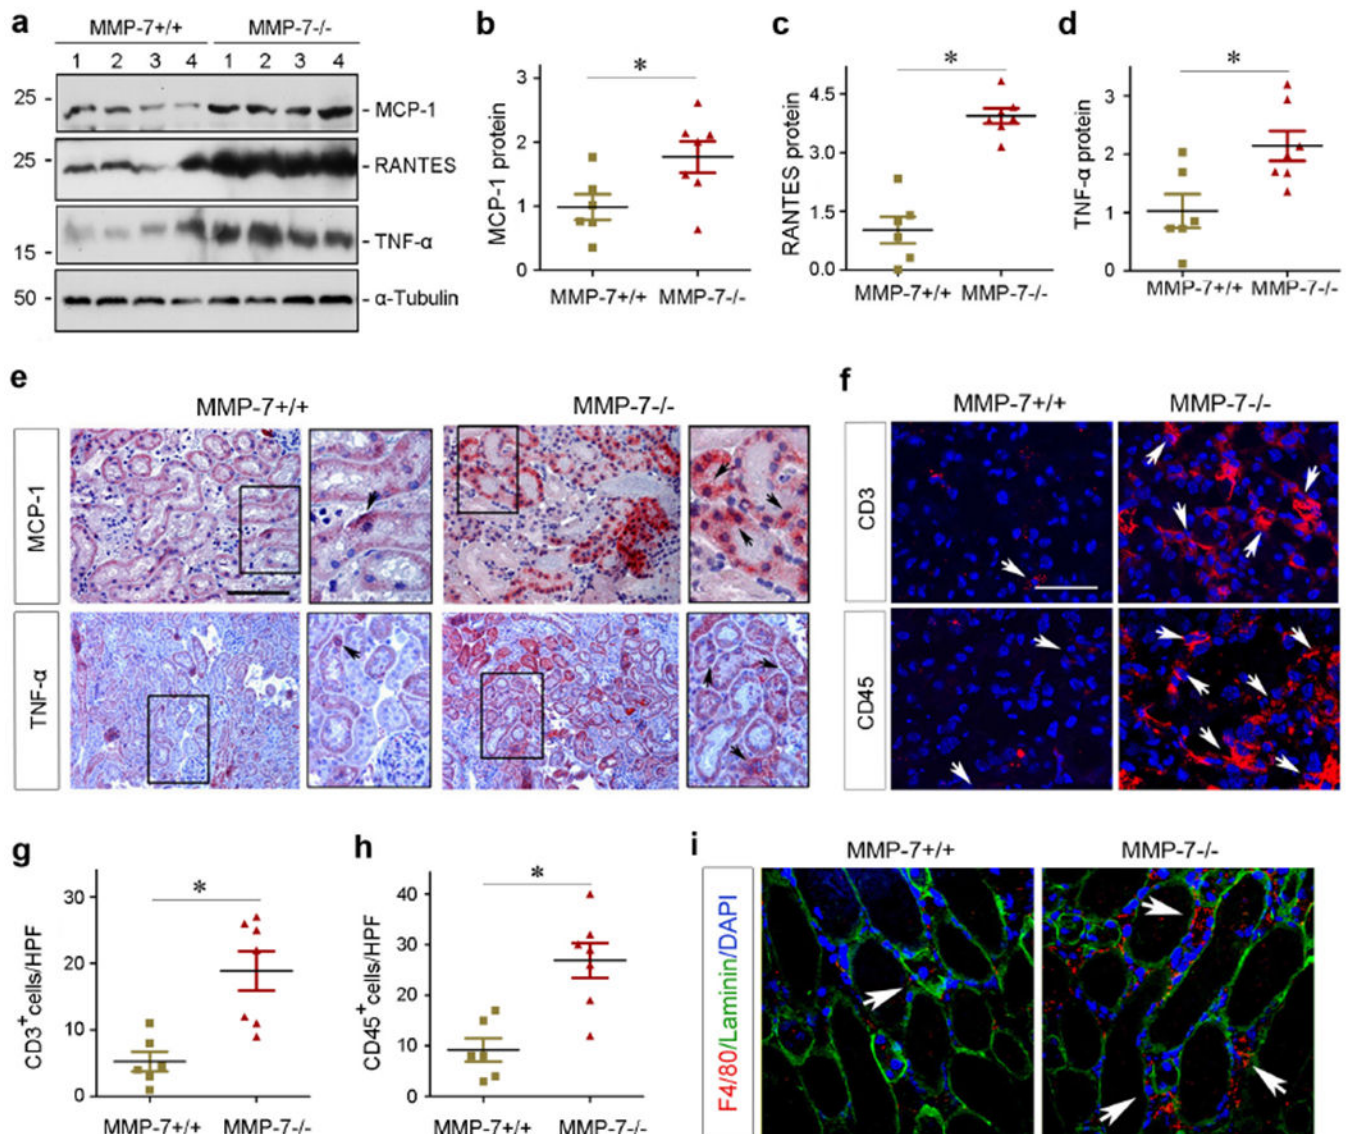 a
MMP-7+/+ MMP-7-/-
1 2 3 4 1 2 3 4
25 - - MCP-1
25 - - RANTES
- TNF-α
15 -
50 - - α-Tubulin
b
*
MCP-1 protein
3
2
1
0
MMP-7+/+ MMP-7-/-
c
*
RANTES protein
4.5
3.0
1.5
0.0
MMP-7+/+ MMP-7-/-
d
*
TNF-α protein
3
2
1
0
MMP-7+/+ MMP-7-/-
e
MMP-7+/+ MMP-7-/-
MCP-1
TNF-α
f
MMP-7+/+ MMP-7-/-
CD3
CD45
g
*
CD3+cells/HPF
30
20
10
0
MMP-7+/+ MMP-7-/-
h
*
CD45+cells/HPF
40
30
20
10
0
MMP-7+/+ MMP-7-/-
i
MMP-7+/+ MMP-7-/-
F4/80/Laminin/DAPI